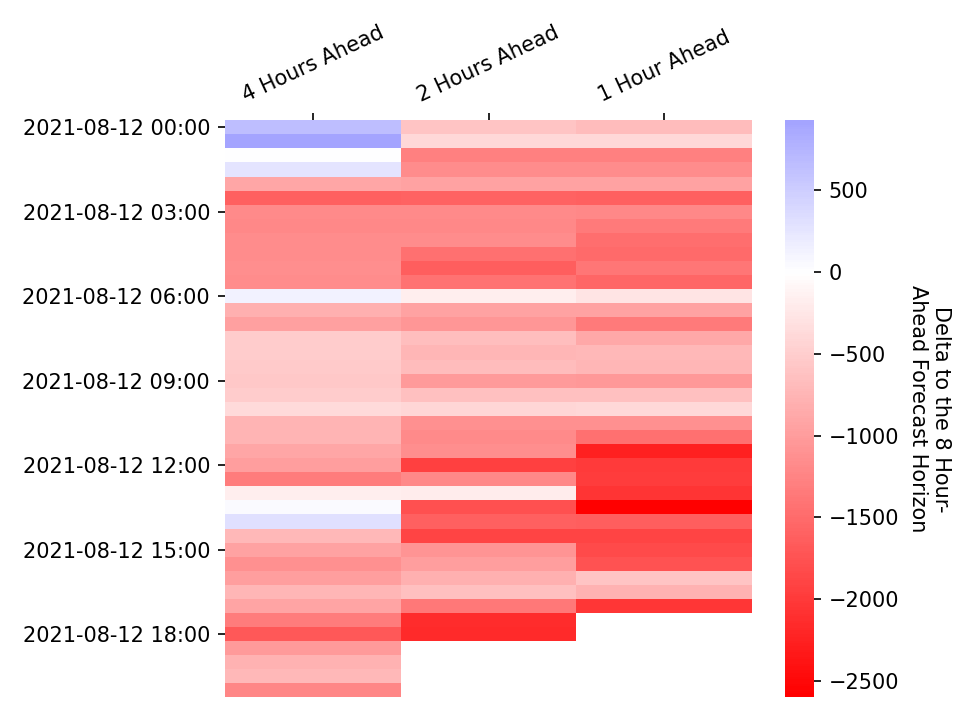 4 Hours Ahead
2 Hours Ahead
1 Hour Ahead
2021-08-12 00:00
2021-08-12 03:00
2021-08-12 06:00
2021-08-12 09:00
2021-08-12 12:00
2021-08-12 15:00
2021-08-12 18:00
500
0
−500
−1000
−1500
−2000
−2500
Delta to the 8 Hour-
Ahead Forecast Horizon